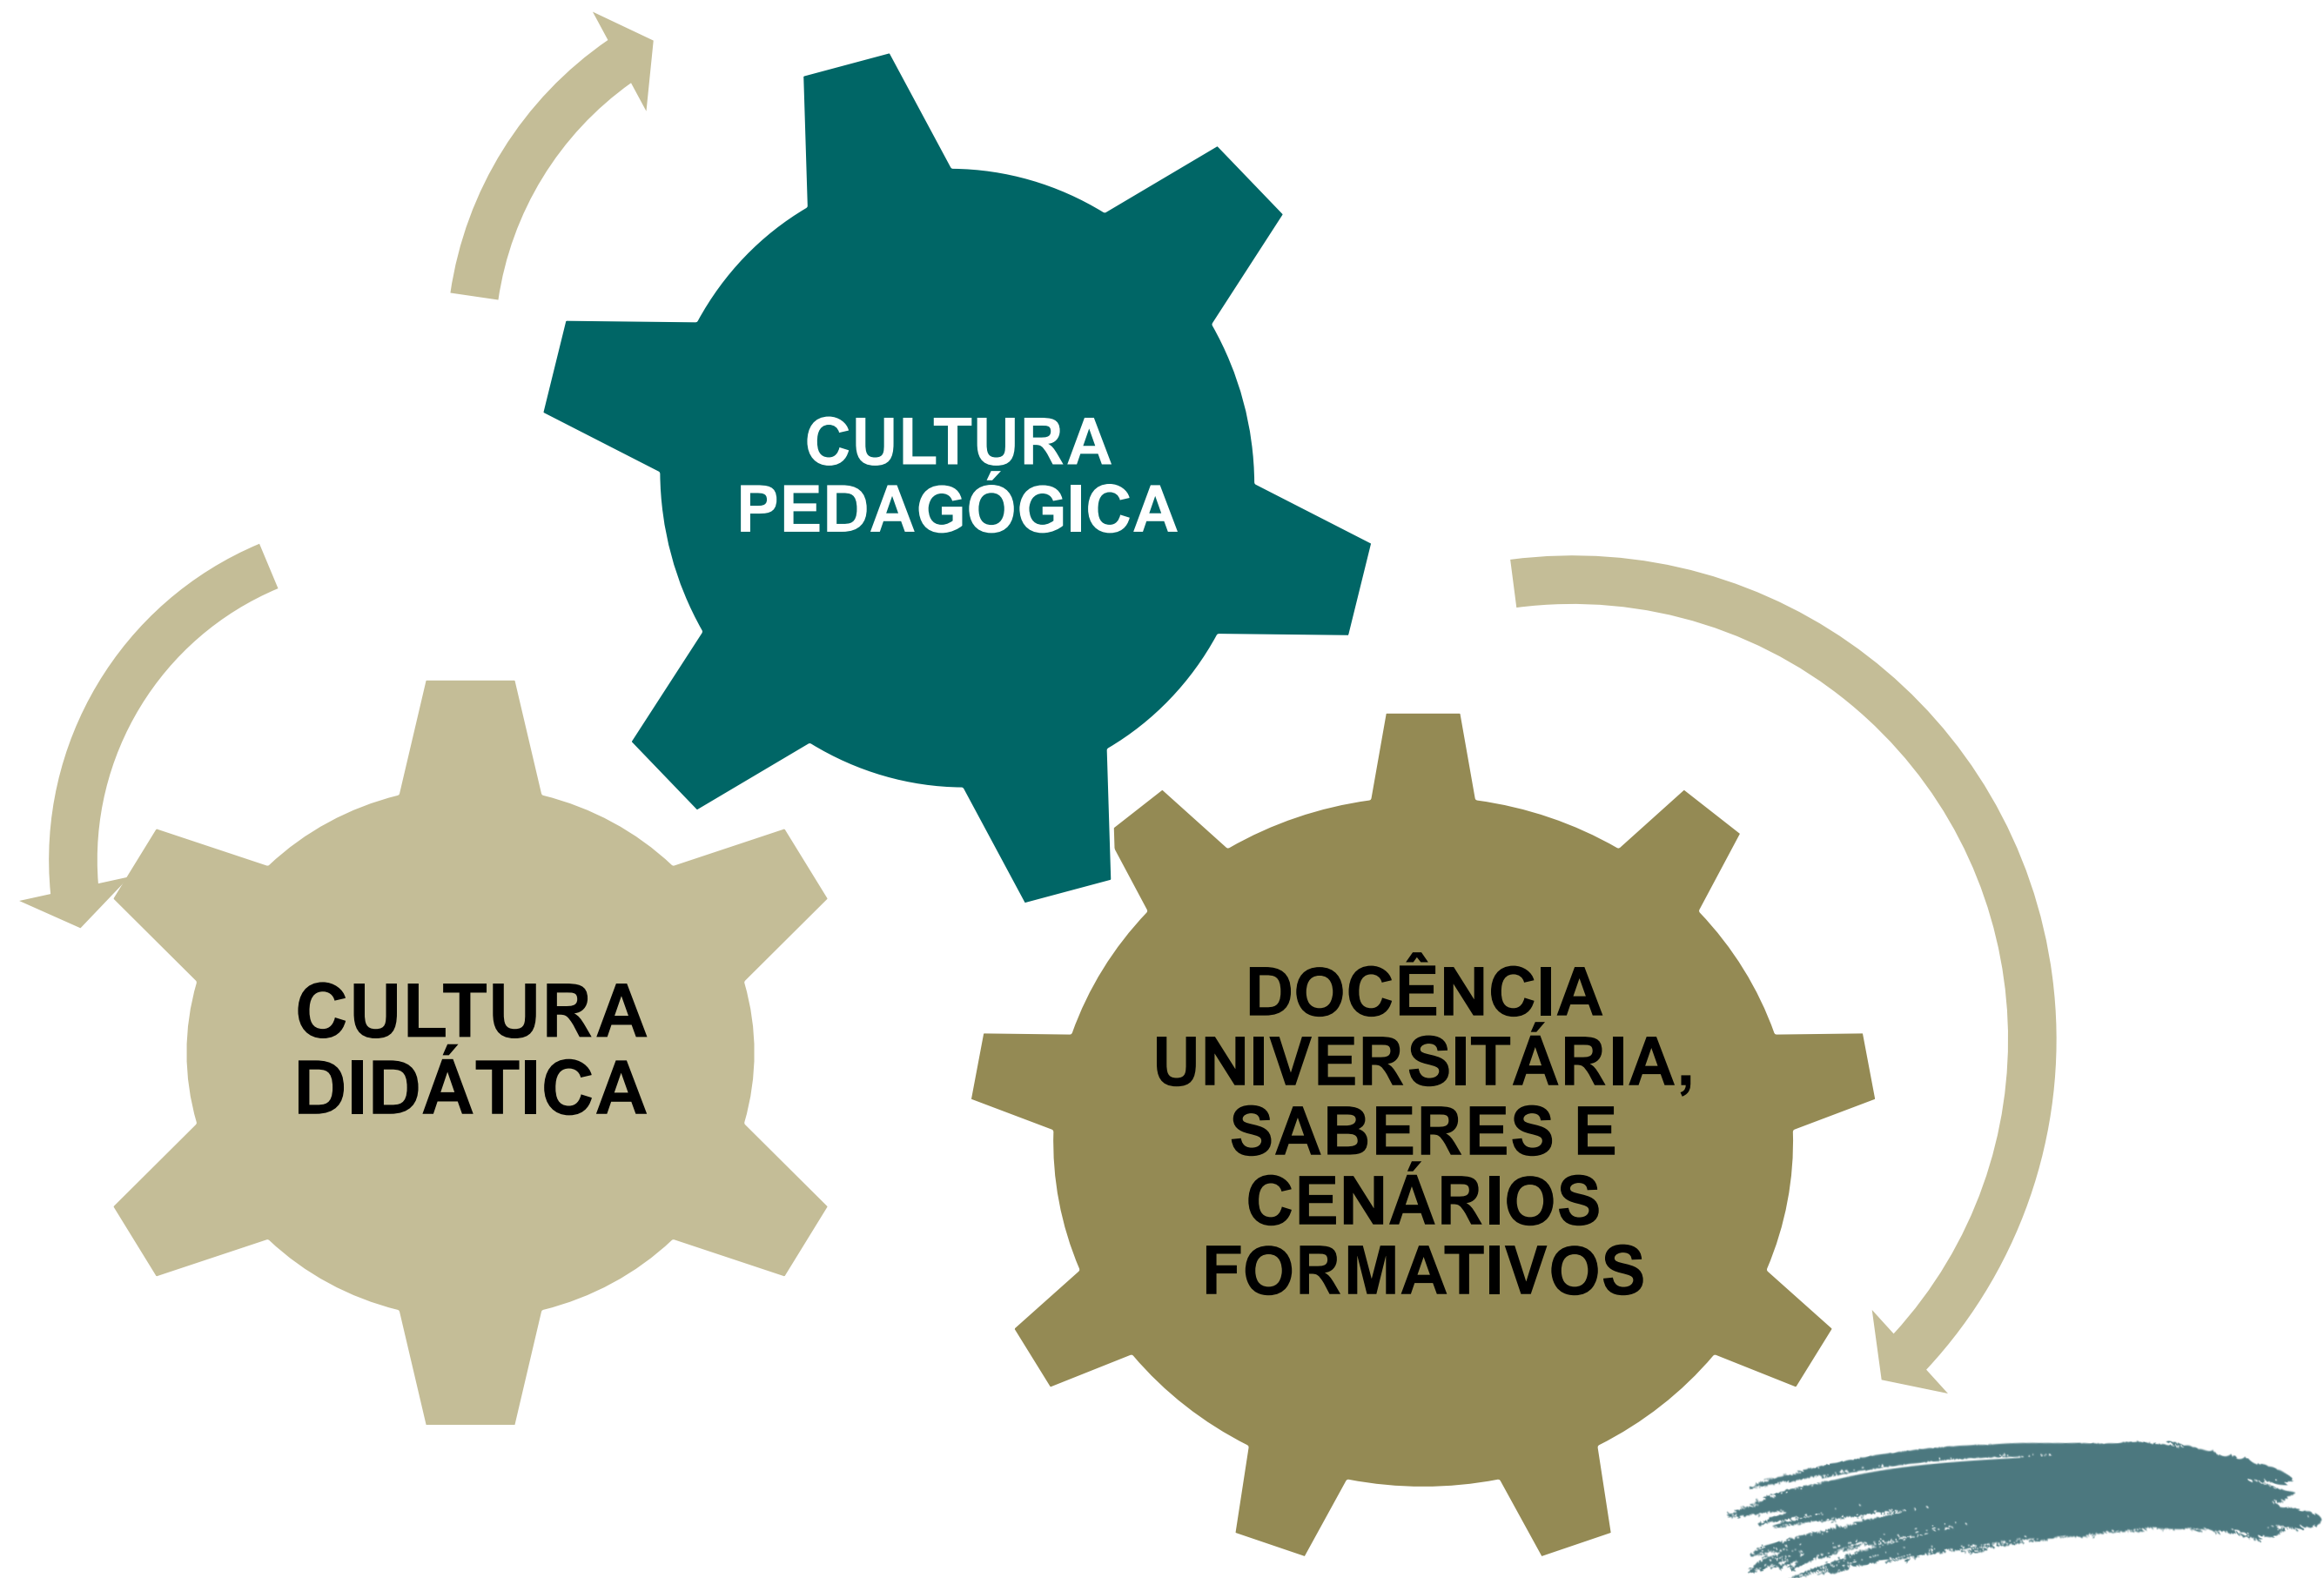 CULTURA
PEDAGÓGICA
CULTURA
DIDÁTICA
DOCÊNCIA
UNIVERSITÁRIA,
SABERES E
CENÁRIOS
FORMATIVOS